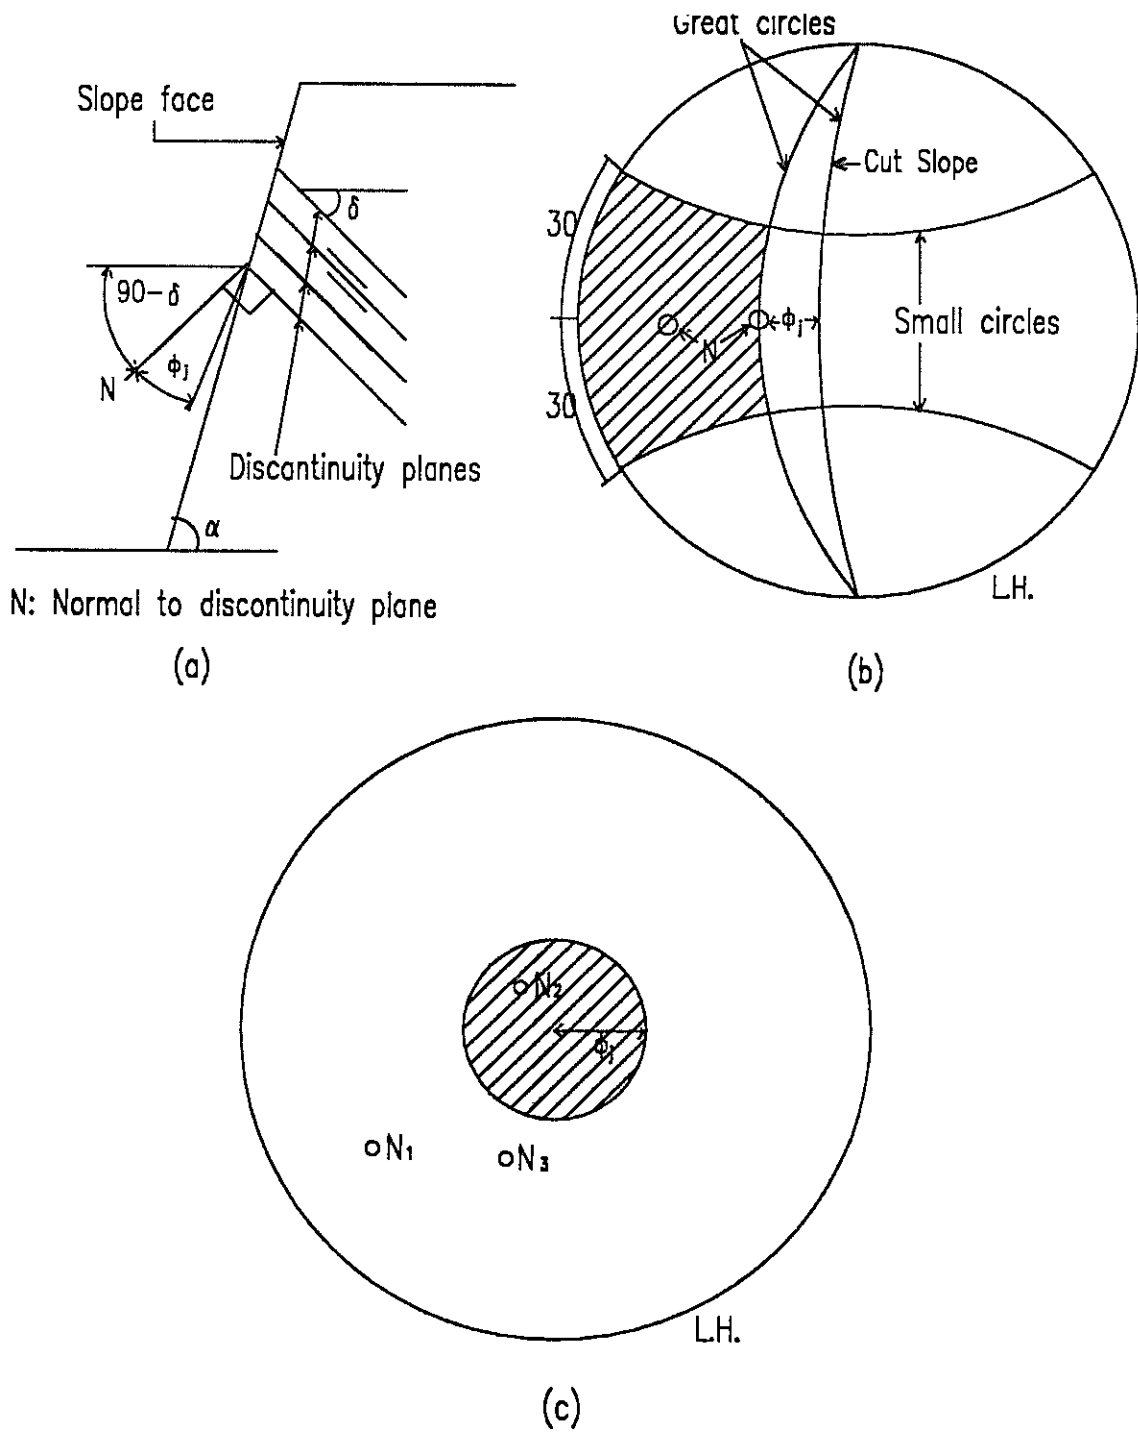 Slope face
δ
90-δ
ϕj
N
Discontinuity planes
α
N: Normal to discontinuity plane
(a)
Great circles
Cut Slope
30
ϕj
N
Small circles
30
L.H.
(b)
N2
ϕj
N1
N3
L.H.
(c)